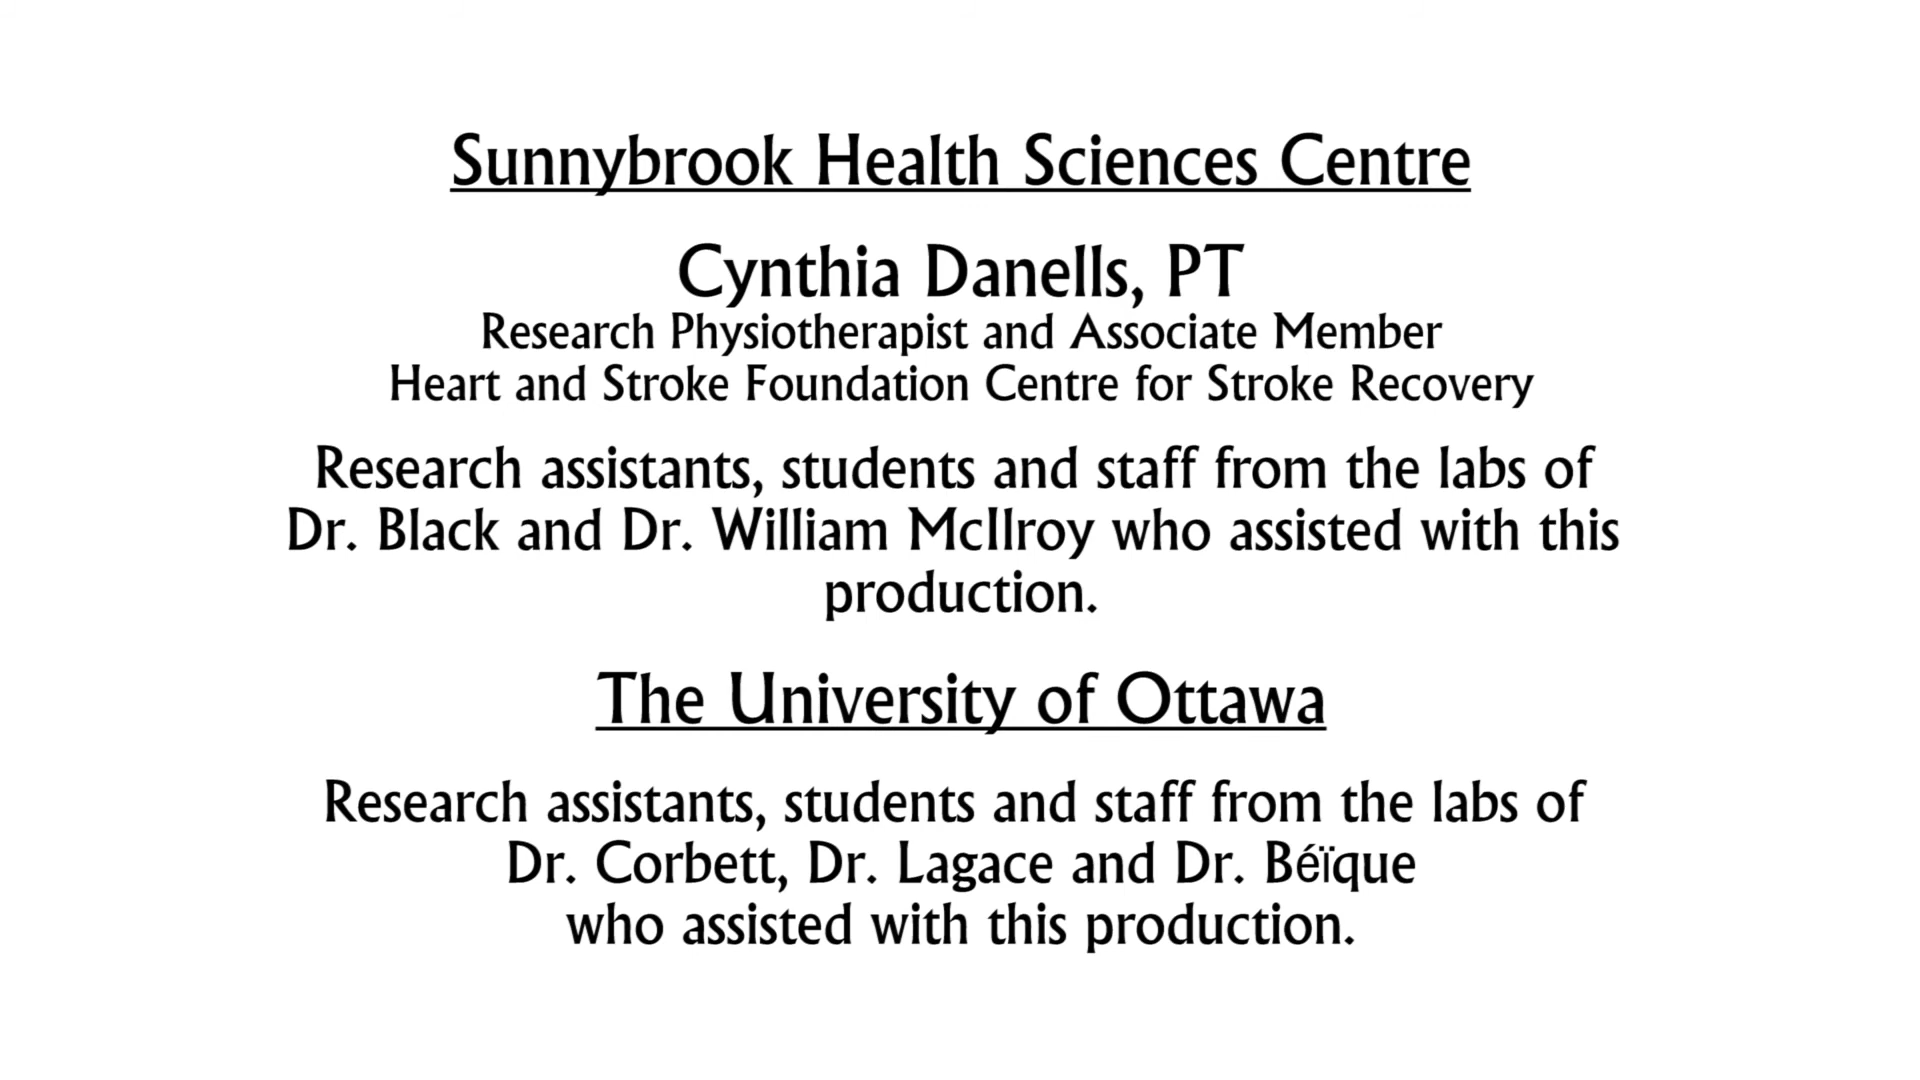 Sunnybrook Health Sciences Centre
Cynthia Danells, PT
Research Physiotherapist and Associate Member
Heart and Stroke Foundation Centre for Stroke Recovery
Research assistants, students and staff from the labs of
Dr. Black and Dr. William McIlroy who assisted with this
production.
The University of Ottawa
Research assistants, students and staff from the labs of
Dr. Corbett, Dr. Lagace and Dr. Béïque
who assisted with this production.